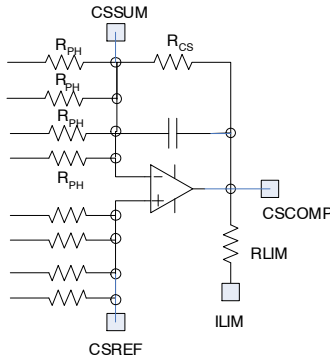 CSSUM
RPH
RCS
RPH
RPH
RPH
−
+
CSCOMP
RLIM
ILIM
CSREF